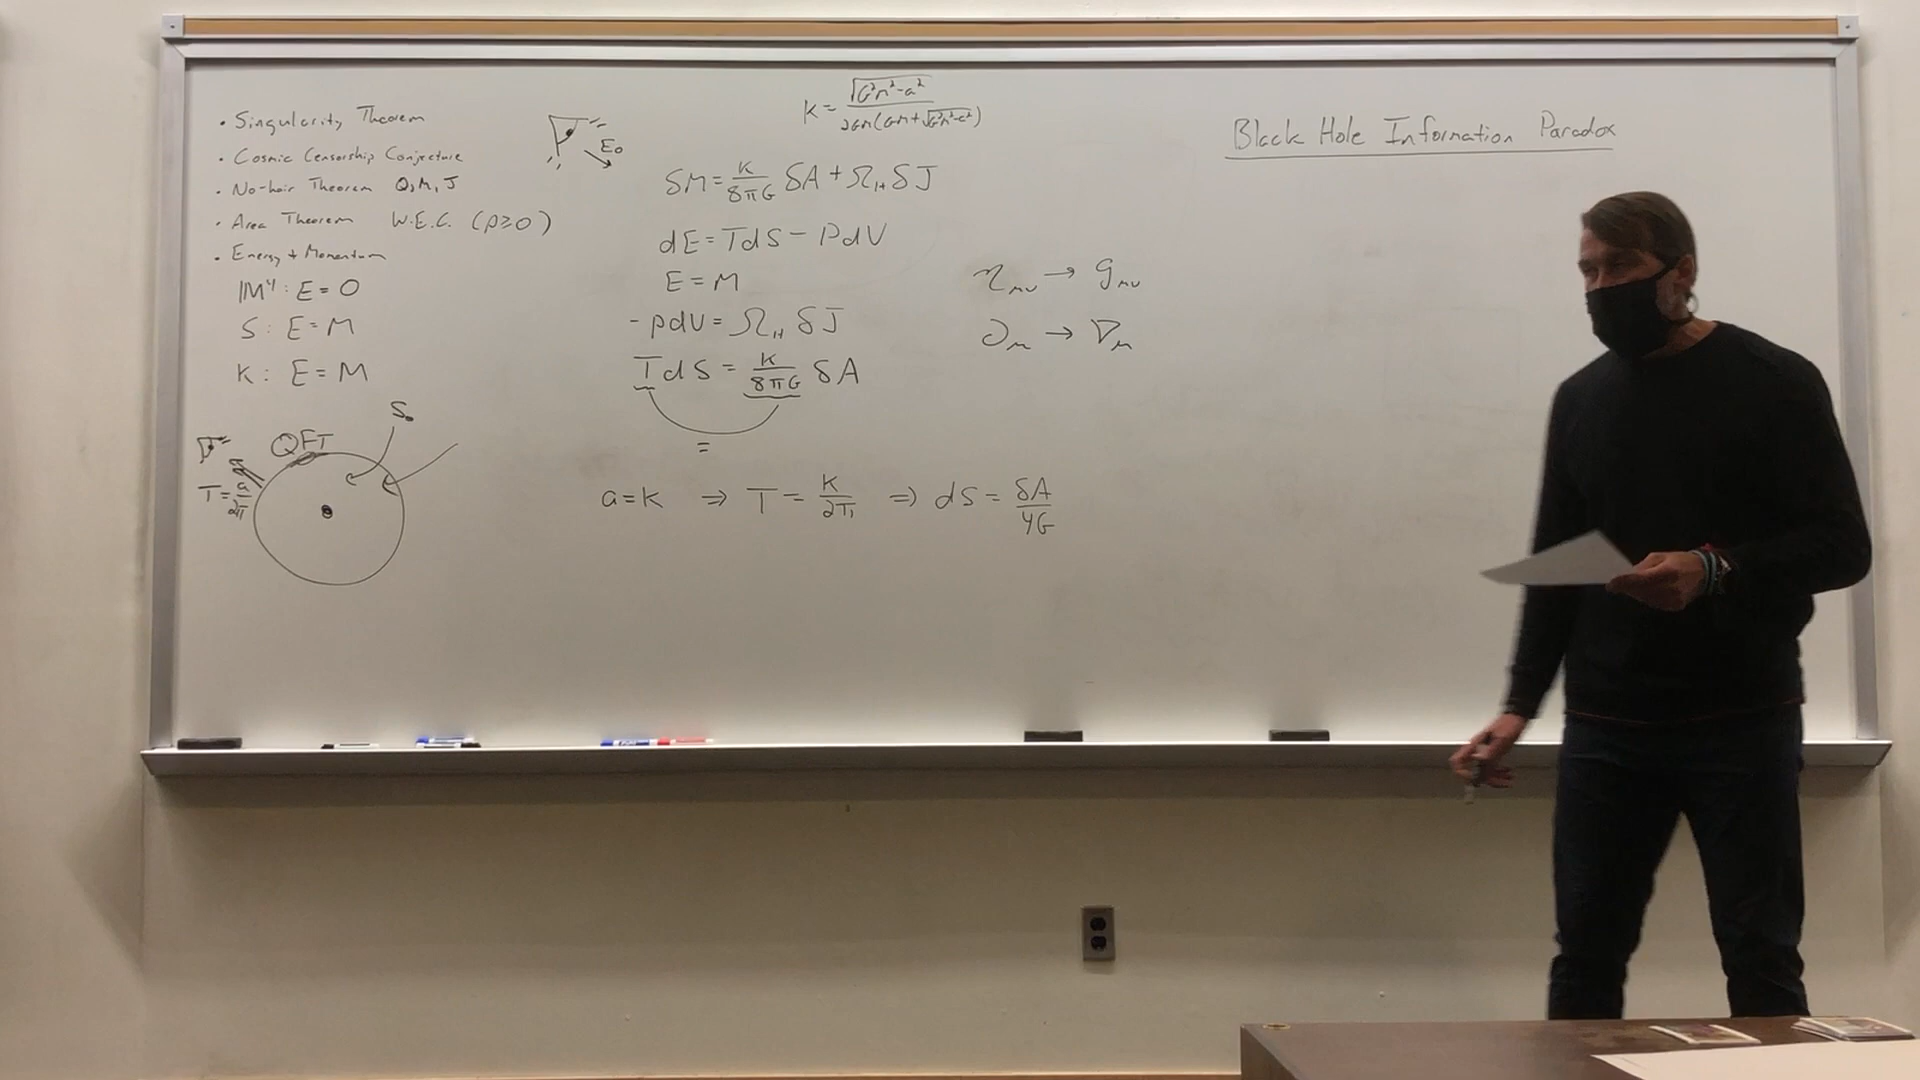 • Singularity Theorem
• Cosmic Censorship Conjecture
• No-hair Theorem Q, M, J
• Area Theorem W.E.C. (ρ≥0)
• Energy + Momentum
IM⁴: E = 0
S: E = M
K: E = M
S₀
QFT
T = a/2π
E₀
K = √(G²m²-a²) / 2Gm(Gm+√(G²m²-a²))
δM = K/8πG δA + Ω_H δJ
dE = TdS - PdV
E = M
-pdV = Ω_H δJ
TdS = K/8πG δA
=
a = K ⇒ T = K/2π ⇒ dS = δA/4G
η_μν → g_μν
∂_μ → ∇_μ
Black Hole Information Paradox